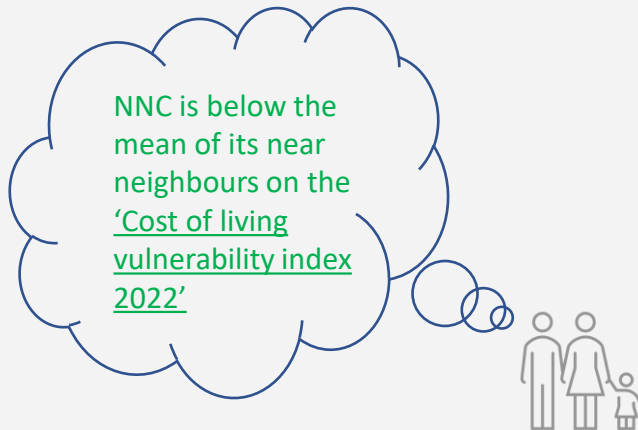 NNC is below the
mean of its near
neighbours on the
‘Cost of living
vulnerability index
2022’